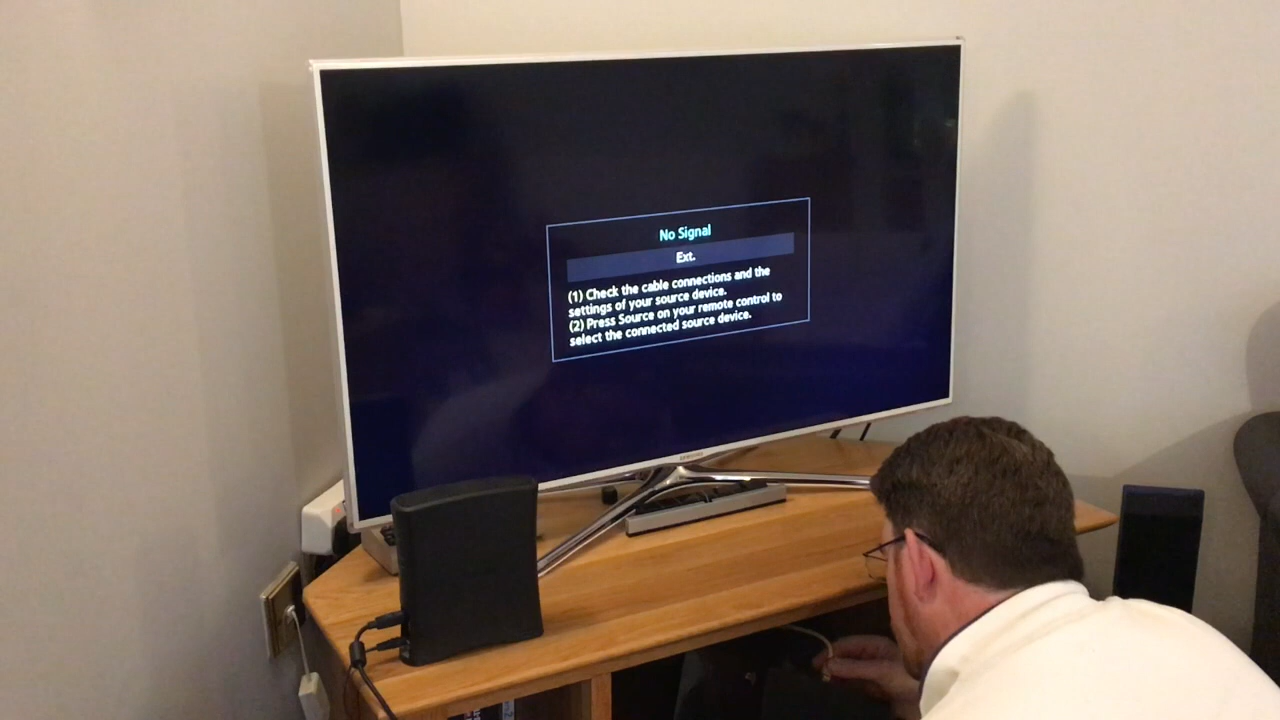 No Signal
Ext.
(1) Check the cable connections and the
settings of your source device.
(2) Press Source on your remote control to
select the connected source device.
SAMSUNG